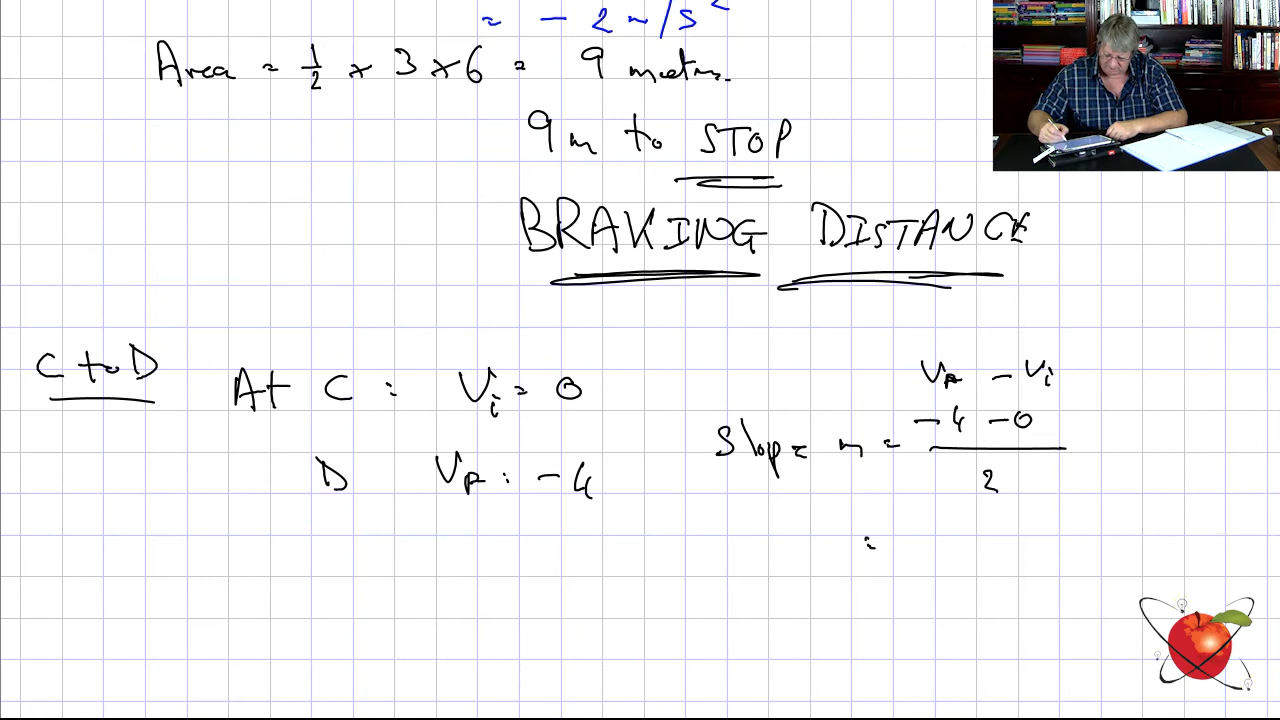 = - 2 m/s²
Area = 1/2 × 3 × 6 = 9 metres.
9m to STOP
BRAKING DISTANCE
C to D At C : Vi = 0
D VF : -4
VF - Vi
Slope m = -4 - 0
2
=